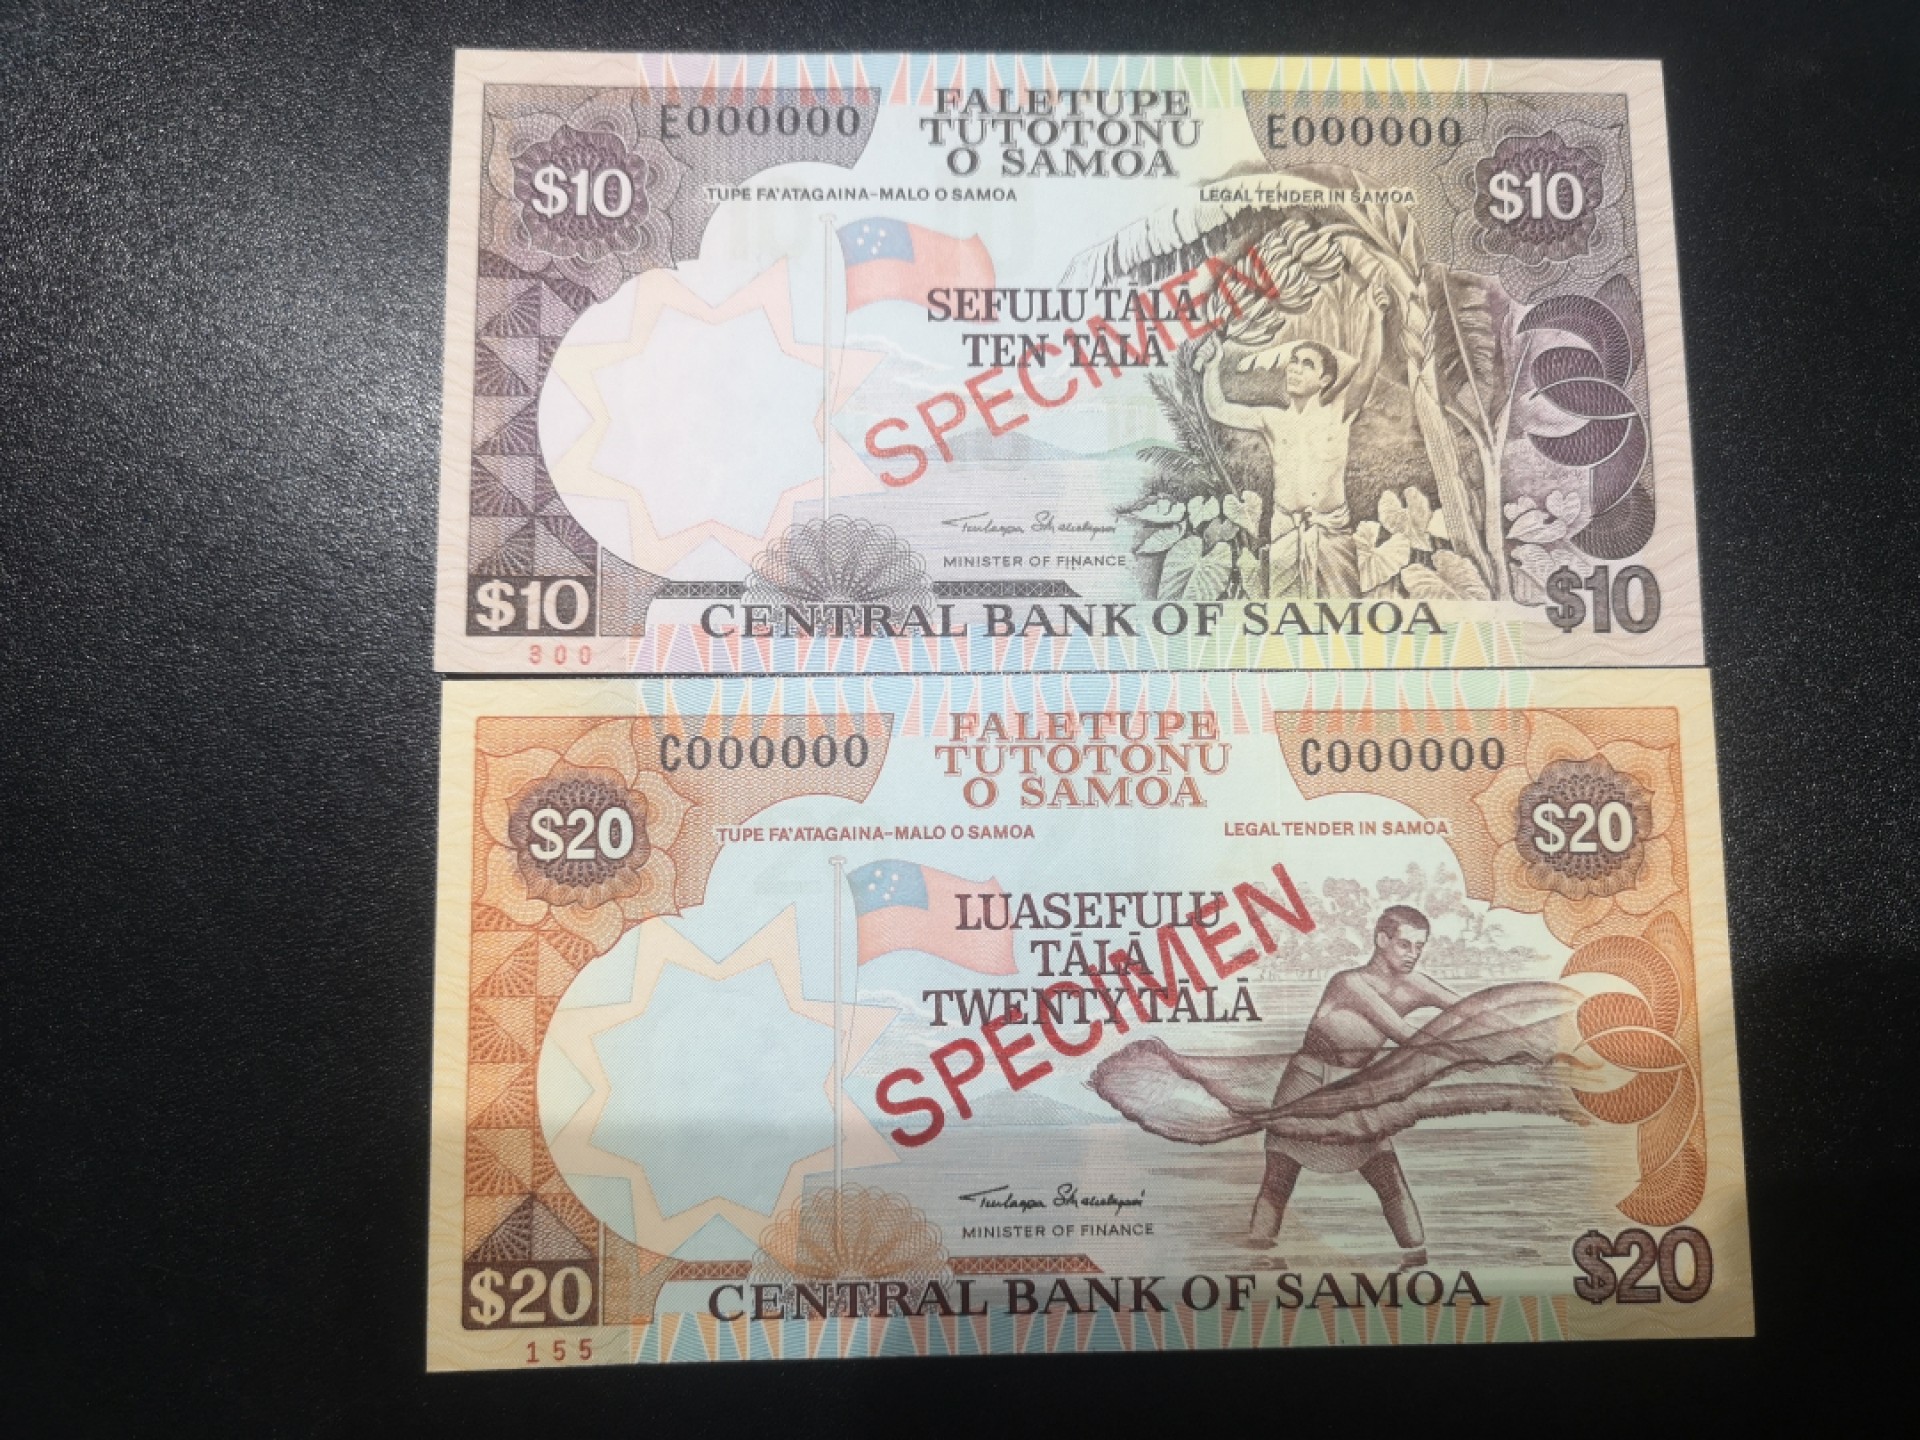 E000000
FALETUPE
TUTOTONU
O SAMOA
E000000
$10
TUPE FA'ATAGAINA-MALO O SAMOA
LEGAL TENDER IN SAMOA
$10
SEFULU TĀLĀ
TEN TĀLĀ
SPECIMEN
MINISTER OF FINANCE
$10
CENTRAL BANK OF SAMOA
$10
300
C000000
FALETUPE
TUTOTONU
O SAMOA
C000000
$20
TUPE FA'ATAGAINA-MALO O SAMOA
LEGAL TENDER IN SAMOA
$20
LUASEFULU
TĀLĀ
TWENTY TĀLĀ
SPECIMEN
MINISTER OF FINANCE
$20
CENTRAL BANK OF SAMOA
$20
155